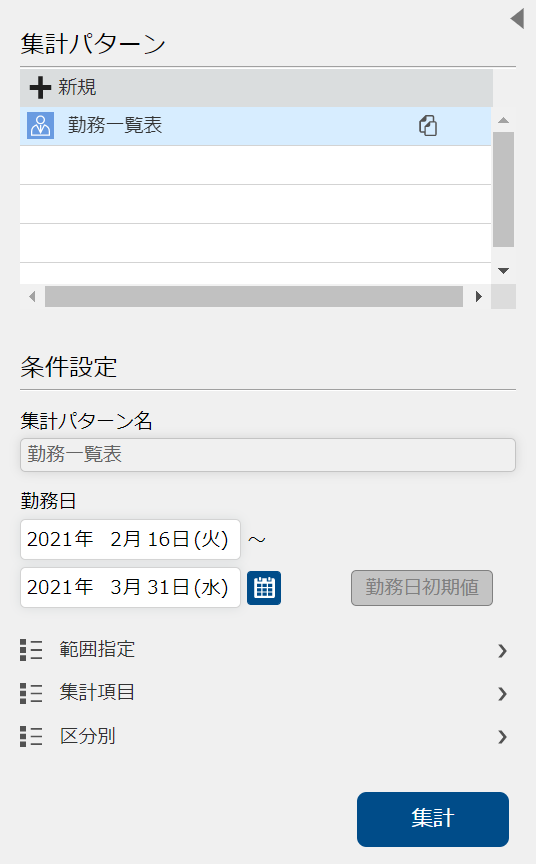 集計パターン
新規
勤務一覧表
条件設定
集計パターン名
勤務一覧表
勤務日
2021年 2月 16日(火) ～
2021年 3月 31日(水) 勤務日初期値
範囲指定
集計項目
区分別
集計